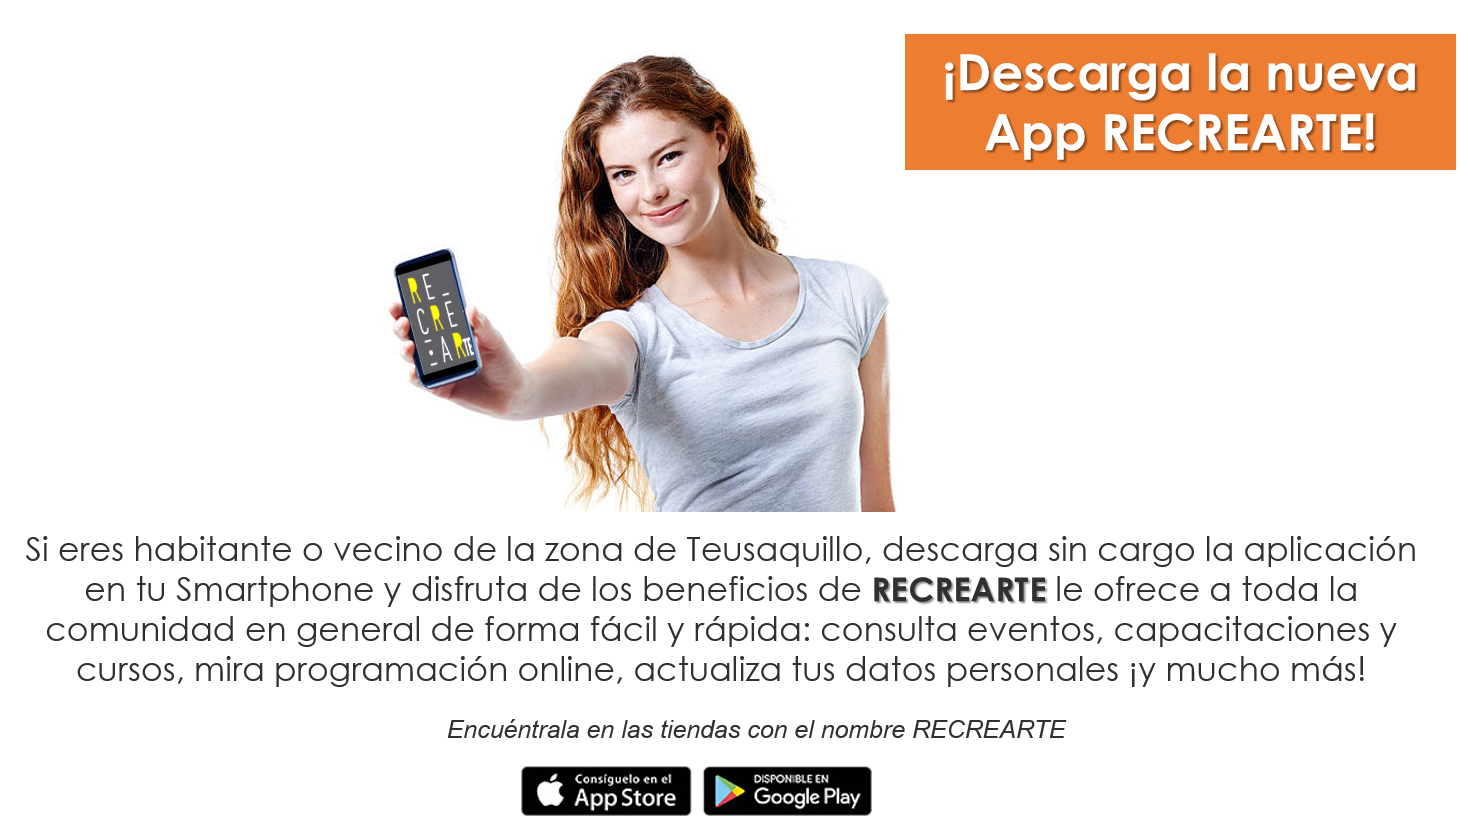 ¡Descarga la nueva
App RECREARTE!
RE_
CRE
ARTE
Si eres habitante o vecino de la zona de Teusaquillo, descarga sin cargo la aplicación
en tu Smartphone y disfruta de los beneficios de RECREARTE le ofrece a toda la
comunidad en general de forma fácil y rápida: consulta eventos, capacitaciones y
cursos, mira programación online, actualiza tus datos personales ¡y mucho más!
Encuéntrala en las tiendas con el nombre RECREARTE
Consíguelo en el
App Store
DISPONIBLE EN
Google Play